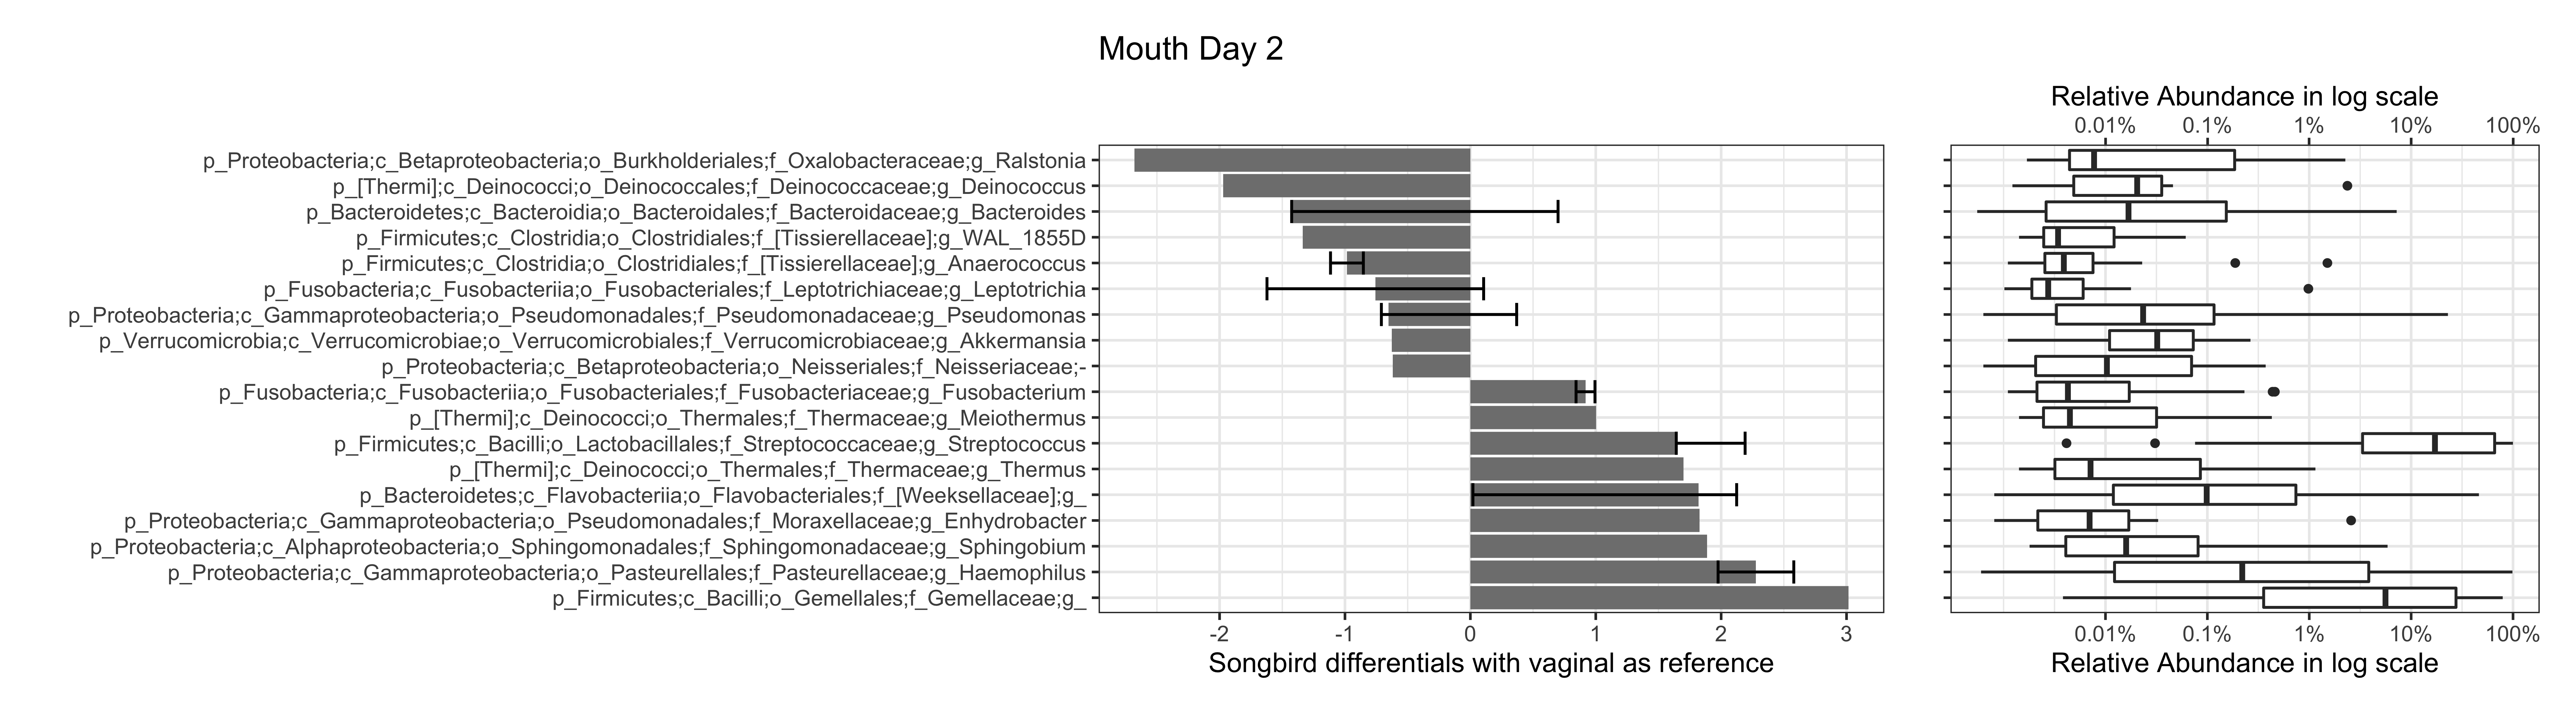 Mouth Day 2
Relative Abundance in log scale
0.01% 0.1% 1% 10% 100%
p_Proteobacteria;c_Betaproteobacteria;o_Burkholderiales;f_Oxalobacteraceae;g_Ralstonia
p_[Thermi];c_Deinococci;o_Deinococcales;f_Deinococcaceae;g_Deinococcus
p_Bacteroidetes;c_Bacteroidia;o_Bacteroidales;f_Bacteroidaceae;g_Bacteroides
p_Firmicutes;c_Clostridia;o_Clostridiales;f_[Tissierellaceae];g_WAL_1855D
p_Firmicutes;c_Clostridia;o_Clostridiales;f_[Tissierellaceae];g_Anaerococcus
p_Fusobacteria;c_Fusobacteriia;o_Fusobacteriales;f_Leptotrichiaceae;g_Leptotrichia
p_Proteobacteria;c_Gammaproteobacteria;o_Pseudomonadales;f_Pseudomonadaceae;g_Pseudomonas
p_Verrucomicrobia;c_Verrucomicrobiae;o_Verrucomicrobiales;f_Verrucomicrobiaceae;g_Akkermansia
p_Proteobacteria;c_Betaproteobacteria;o_Neisseriales;f_Neisseriaceae;-
p_Fusobacteria;c_Fusobacteriia;o_Fusobacteriales;f_Fusobacteriaceae;g_Fusobacterium
p_[Thermi];c_Deinococci;o_Thermales;f_Thermaceae;g_Meiothermus
p_Firmicutes;c_Bacilli;o_Lactobacillales;f_Streptococcaceae;g_Streptococcus
p_[Thermi];c_Deinococci;o_Thermales;f_Thermaceae;g_Thermus
p_Bacteroidetes;c_Flavobacteriia;o_Flavobacteriales;f_[Weeksellaceae];g_
p_Proteobacteria;c_Gammaproteobacteria;o_Pseudomonadales;f_Moraxellaceae;g_Enhydrobacter
p_Proteobacteria;c_Alphaproteobacteria;o_Sphingomonadales;f_Sphingomonadaceae;g_Sphingobium
p_Proteobacteria;c_Gammaproteobacteria;o_Pasteurellales;f_Pasteurellaceae;g_Haemophilus
p_Firmicutes;c_Bacilli;o_Gemellales;f_Gemellaceae;g_
-2 -1 0 1 2 3
Songbird differentials with vaginal as reference
0.01% 0.1% 1% 10% 100%
Relative Abundance in log scale